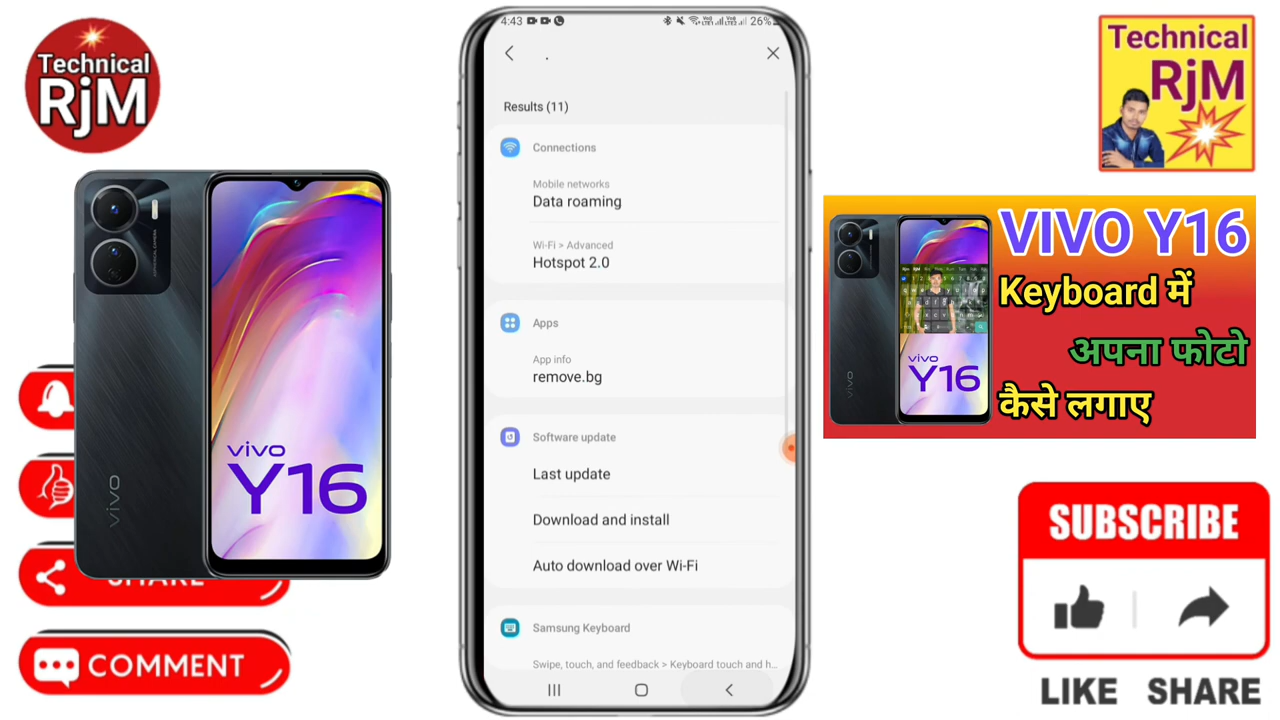 Technical
RjM
vivo
vivo
Y16
SHARE
COMMENT
4:43
26%
.
Results (11)
Connections
Mobile networks
Data roaming
Wi-Fi > Advanced
Hotspot 2.0
Apps
App info
remove.bg
Software update
Last update
Download and install
Auto download over Wi-Fi
Samsung Keyboard
Swipe, touch, and feedback > Keyboard touch and h...
Technical
RjM
VIVO Y16
Keyboard में
अपना फोटो
कैसे लगाए
vivo
vivo
Y16
SUBSCRIBE
LIKE SHARE